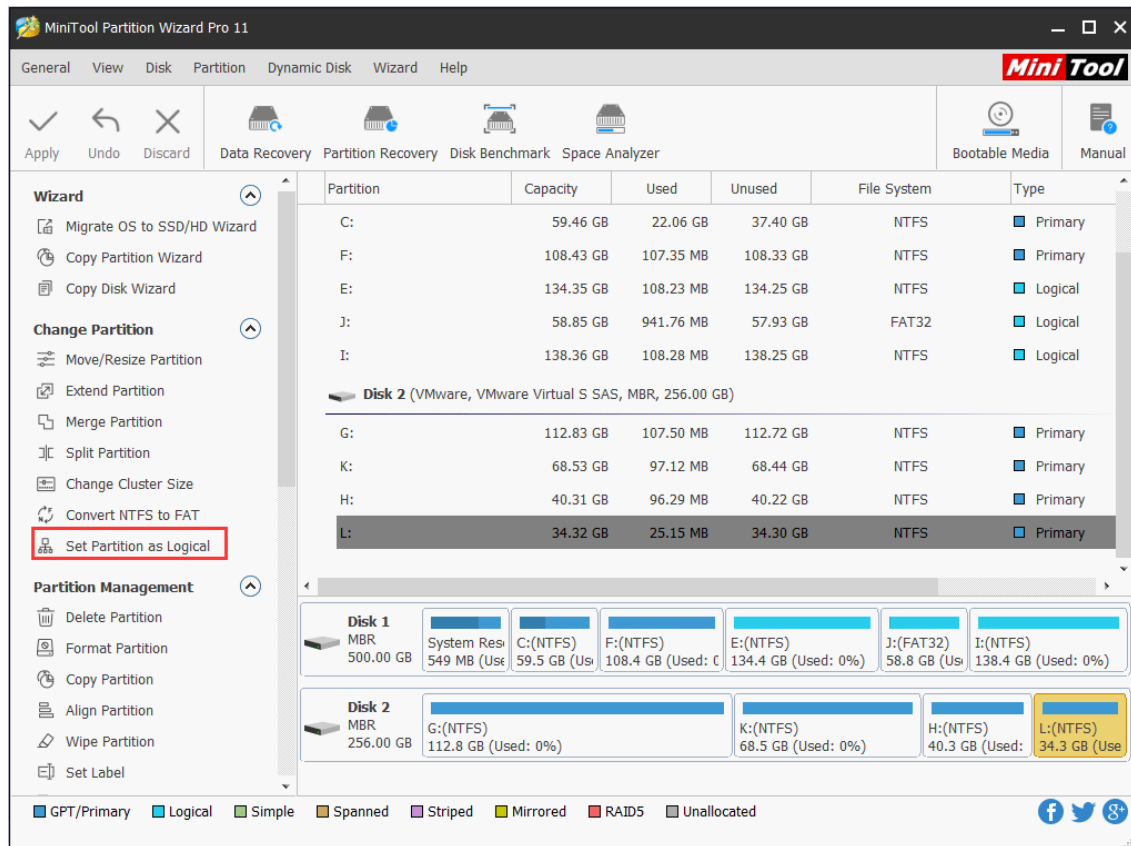 MiniTool Partition Wizard Pro 11
General View Disk Partition Dynamic Disk Wizard Help
Mini Tool
Apply Undo Discard Data Recovery Partition Recovery Disk Benchmark Space Analyzer Bootable Media Manual
Wizard
Migrate OS to SSD/HD Wizard
Copy Partition Wizard
Copy Disk Wizard
Change Partition
Move/Resize Partition
Extend Partition
Merge Partition
Split Partition
Change Cluster Size
Convert NTFS to FAT
Set Partition as Logical
Partition Management
Delete Partition
Format Partition
Copy Partition
Align Partition
Wipe Partition
Set Label
Partition Capacity Used Unused File System Type
C: 59.46 GB 22.06 GB 37.40 GB NTFS Primary
F: 108.43 GB 107.35 MB 108.33 GB NTFS Primary
E: 134.35 GB 108.23 MB 134.25 GB NTFS Logical
J: 58.85 GB 941.76 MB 57.93 GB FAT32 Logical
I: 138.36 GB 108.28 MB 138.25 GB NTFS Logical
Disk 2 (VMware, VMware Virtual S SAS, MBR, 256.00 GB)
G: 112.83 GB 107.50 MB 112.72 GB NTFS Primary
K: 68.53 GB 97.12 MB 68.44 GB NTFS Primary
H: 40.31 GB 96.29 MB 40.22 GB NTFS Primary
L: 34.32 GB 25.15 MB 34.30 GB NTFS Primary
Disk 1
MBR
500.00 GB
System Rese
549 MB (Use
C:(NTFS)
59.5 GB (Us
F:(NTFS)
108.4 GB (Used: 0
E:(NTFS)
134.4 GB (Used: 0%)
J:(FAT32)
58.8 GB (Us
I:(NTFS)
138.4 GB (Used: 0%)
Disk 2
MBR
256.00 GB
G:(NTFS)
112.8 GB (Used: 0%)
K:(NTFS)
68.5 GB (Used: 0%)
H:(NTFS)
40.3 GB (Used:
L:(NTFS)
34.3 GB (Use
GPT/Primary Logical Simple Spanned Striped Mirrored RAID5 Unallocated